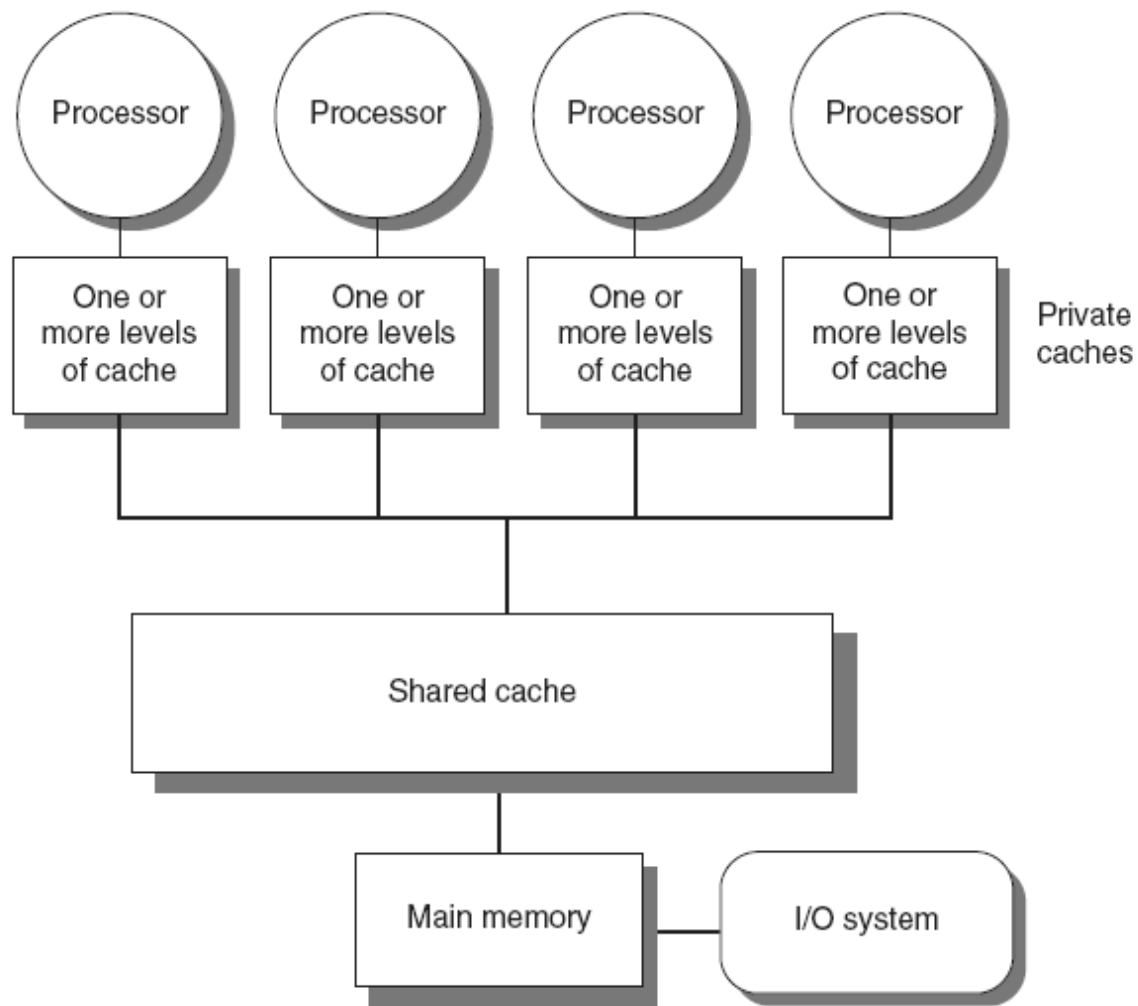 Processor
Processor
Processor
Processor
One or
more levels
of cache
One or
more levels
of cache
One or
more levels
of cache
One or
more levels
of cache
Private
caches
Shared cache
Main memory
I/O system